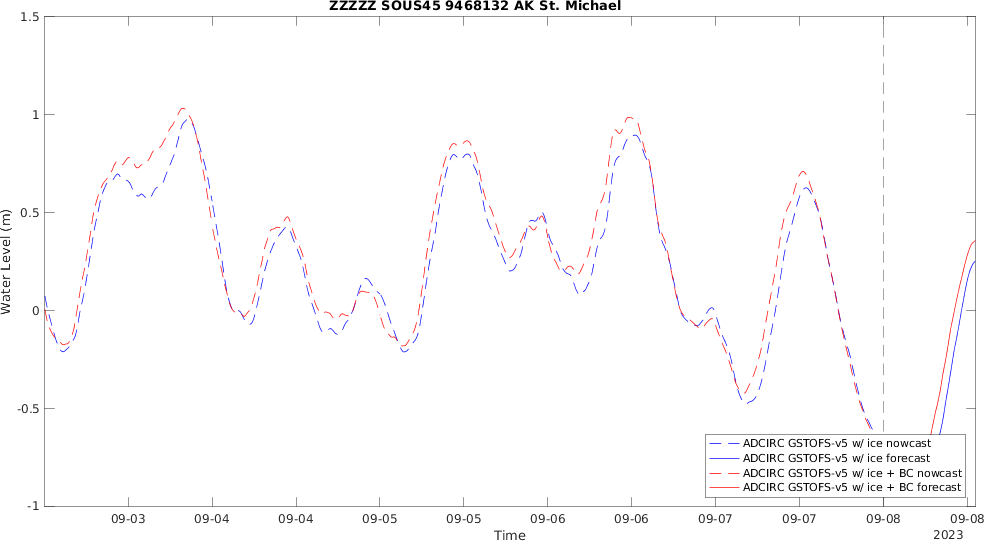 ZZZZZ SOUS45 9468132 AK St. Michael
1.5
1
0.5
0
-0.5
-1
Water Level (m)
ADCIRC GSTOFS-v5 w/ ice nowcast
ADCIRC GSTOFS-v5 w/ ice forecast
ADCIRC GSTOFS-v5 w/ ice + BC nowcast
ADCIRC GSTOFS-v5 w/ ice + BC forecast
09-03 09-04 09-04 09-05 09-05 09-06 09-06 09-07 09-07 09-08 09-08
Time
2023